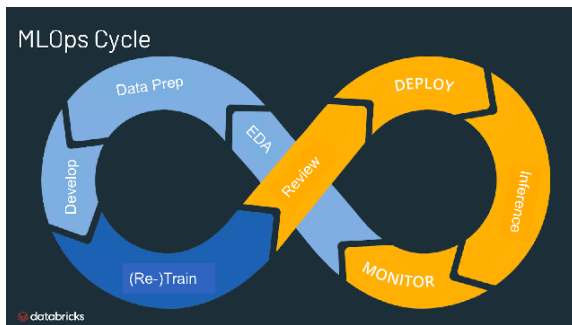 MLOps Cycle
Data Prep
DEPLOY
EDA
Review
Develop
Inference
(Re-)Train
MONITOR
databricks